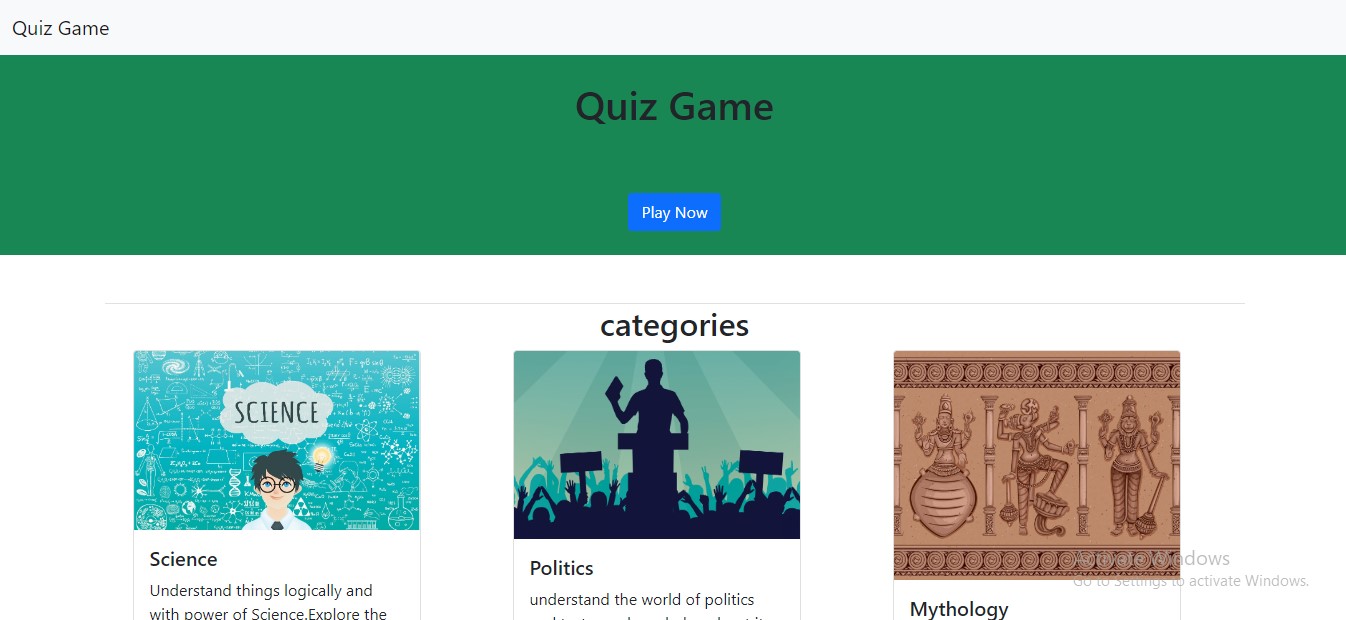 Quiz Game
Quiz Game
Play Now
categories
SCIENCE
Science
Understand things logically and
with power of Science.Explore the
Politics
understand the world of politics
Mythology
Activate Windows
Go to Settings to activate Windows.